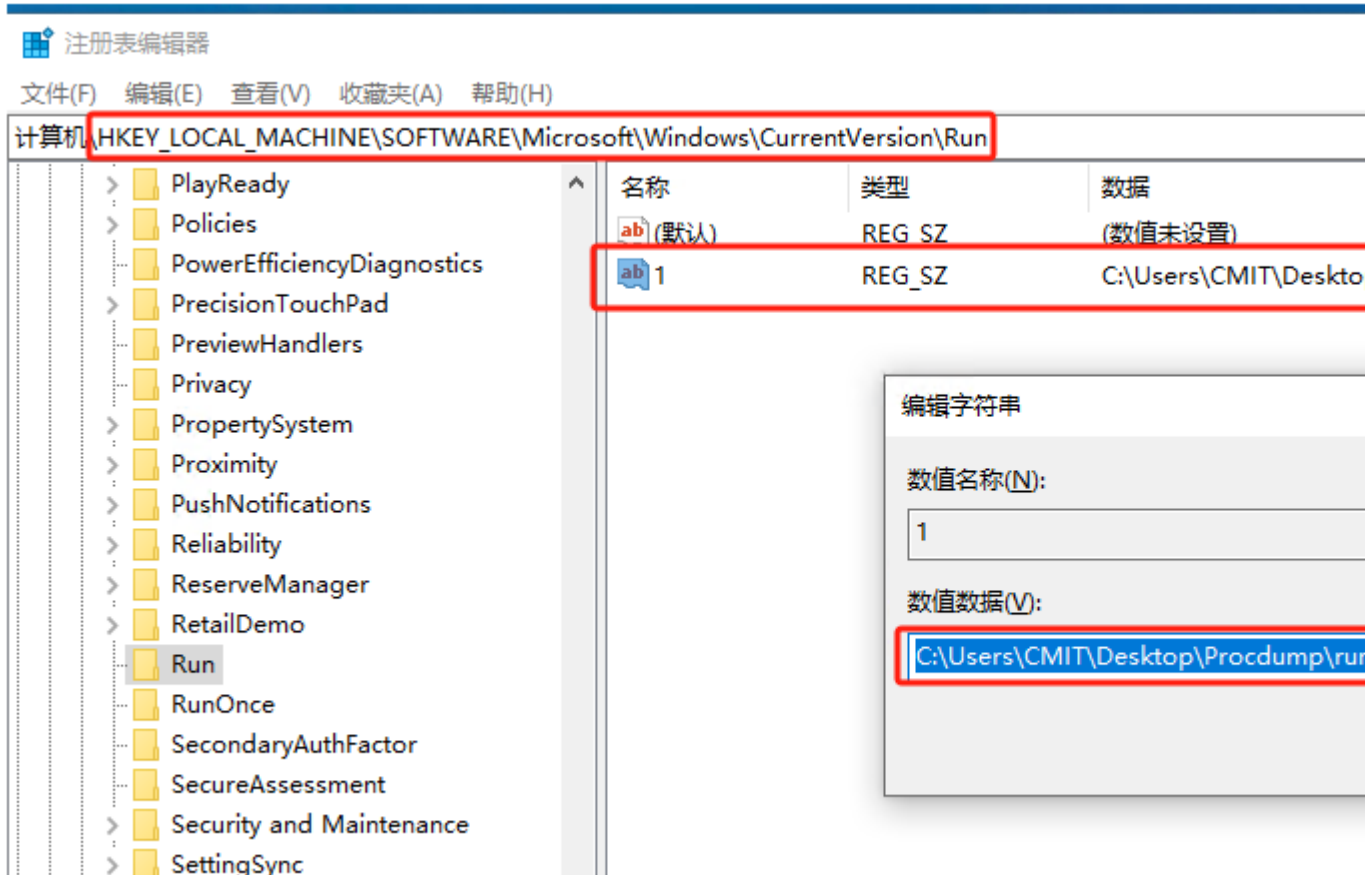 注册表编辑器
文件(F) 编辑(E) 查看(V) 收藏夹(A) 帮助(H)
计算机\HKEY_LOCAL_MACHINE\SOFTWARE\Microsoft\Windows\CurrentVersion\Run
PlayReady
Policies
PowerEfficiencyDiagnostics
PrecisionTouchPad
PreviewHandlers
Privacy
PropertySystem
Proximity
PushNotifications
Reliability
ReserveManager
RetailDemo
Run
RunOnce
SecondaryAuthFactor
SecureAssessment
Security and Maintenance
SettingSync
名称 类型 数据
ab (默认) REG_SZ (数值未设置)
ab 1 REG_SZ C:\Users\CMIT\Deskto
编辑字符串
数值名称(N):
1
数值数据(V):
C:\Users\CMIT\Desktop\Procdump\run